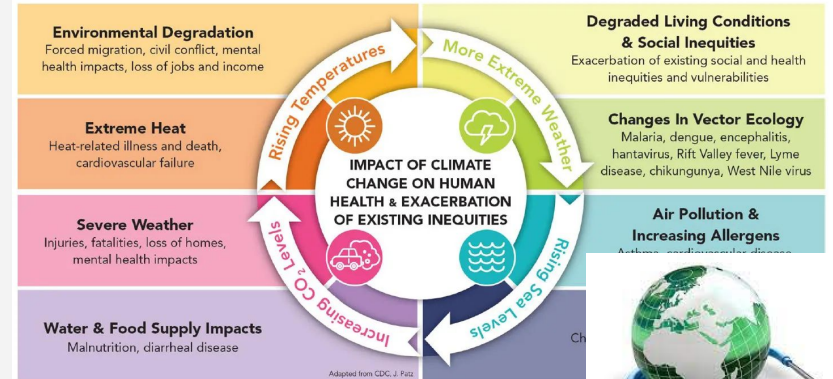 Environmental Degradation
Forced migration, civil conflict, mental
health impacts, loss of jobs and income
Extreme Heat
Heat-related illness and death,
cardiovascular failure
Severe Weather
Injuries, fatalities, loss of homes,
mental health impacts
Water & Food Supply Impacts
Malnutrition, diarrheal disease
Adapted from CDC, J. Patz
Rising Temperatures
More Extreme Weather
Rising Sea Levels
Increasing CO₂ Levels
IMPACT OF CLIMATE
CHANGE ON HUMAN
HEALTH & EXACERBATION
OF EXISTING INEQUITIES
Degraded Living Conditions
& Social Inequities
Exacerbation of existing social and health
inequities and vulnerabilities
Changes In Vector Ecology
Malaria, dengue, encephalitis,
hantavirus, Rift Valley fever, Lyme
disease, chikungunya, West Nile virus
Air Pollution &
Increasing Allergens
Asthma, cardiovascular disease
Ch